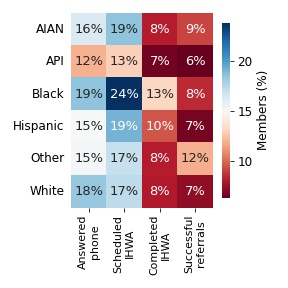 AIAN 16% 19% 8% 9%
API 12% 13% 7% 6%
Black 19% 24% 13% 8%
Hispanic 15% 19% 10% 7%
Other 15% 17% 8% 12%
White 18% 17% 8% 7%
Answered
phone
Scheduled
IHWA
Completed
IHWA
Successful
referrals
20
15
10
Members (%)